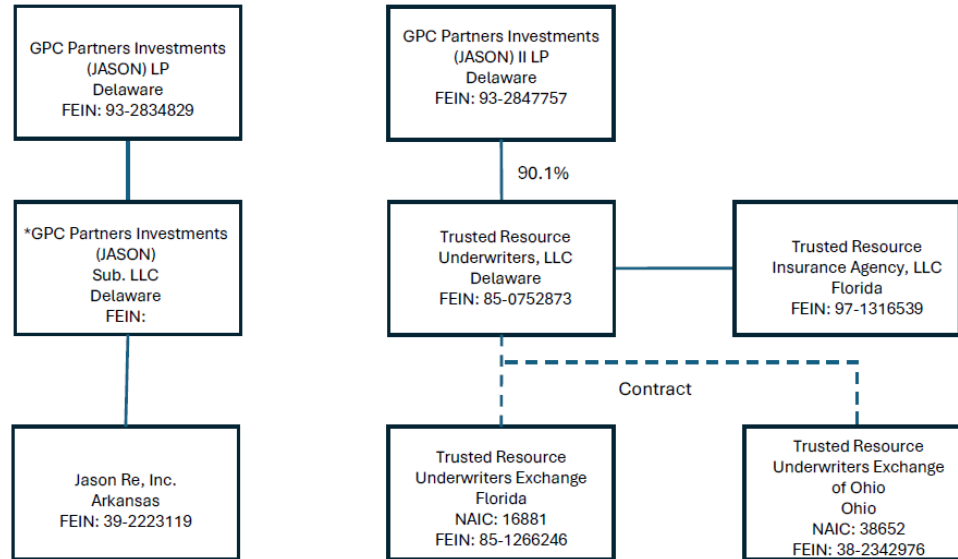 GPC Partners Investments
(JASON) LP
Delaware
FEIN: 93-2834829
GPC Partners Investments
(JASON) II LP
Delaware
FEIN: 93-2847757
90.1%
*GPC Partners Investments
(JASON)
Sub. LLC
Delaware
FEIN:
Trusted Resource
Underwriters, LLC
Delaware
FEIN: 85-0752873
Trusted Resource
Insurance Agency, LLC
Florida
FEIN: 97-1316539
Contract
Jason Re, Inc.
Arkansas
FEIN: 39-2223119
Trusted Resource
Underwriters Exchange
Florida
NAIC: 16881
FEIN: 85-1266246
Trusted Resource
Underwriters Exchange
of Ohio
Ohio
NAIC: 38652
FEIN: 38-2342976